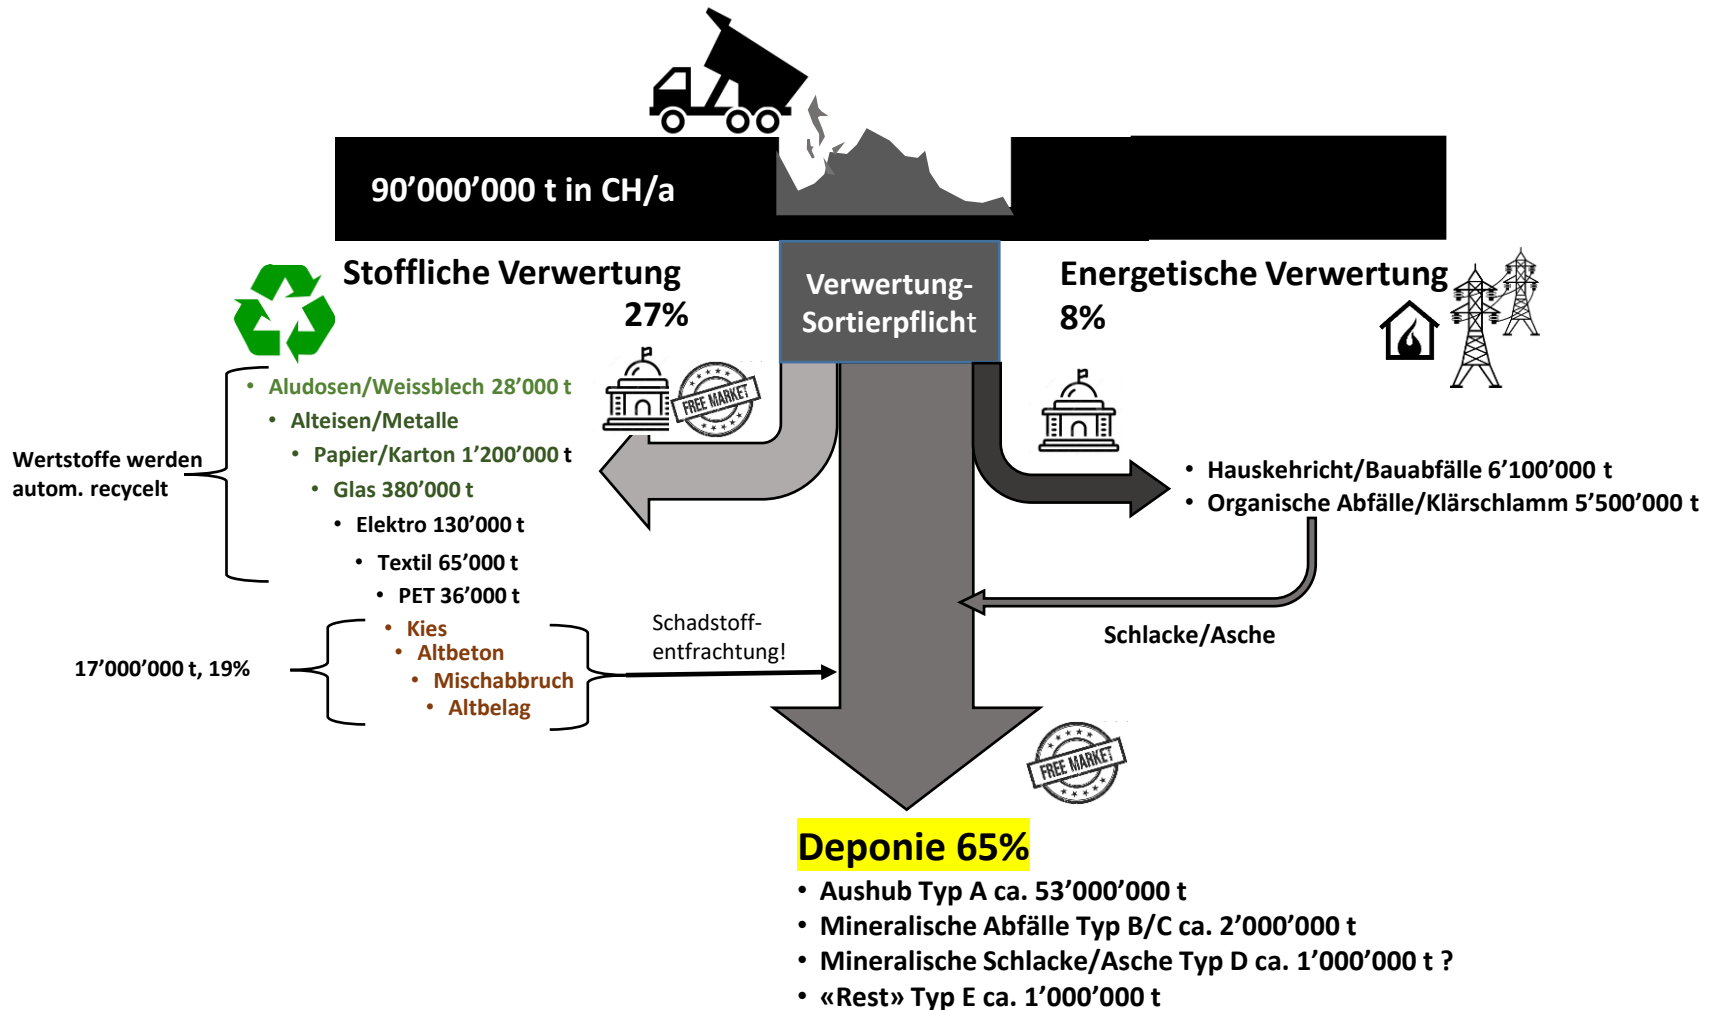 90’000’000 t in CH/a
Stoffliche Verwertung
27%
Verwertung-
Sortierpflicht
Energetische Verwertung
8%
FREE MARKET
• Aludosen/Weissblech 28’000 t
• Alteisen/Metalle
• Papier/Karton 1’200’000 t
• Glas 380’000 t
• Elektro 130’000 t
• Textil 65’000 t
• PET 36’000 t
• Kies
• Altbeton
• Mischabbruch
• Altbelag
Wertstoffe werden
autom. recycelt
17’000’000 t, 19%
Schadstoff-
entfrachtung!
• Hauskehricht/Bauabfälle 6’100’000 t
• Organische Abfälle/Klärschlamm 5’500’000 t
Schlacke/Asche
FREE MARKET
Deponie 65%
• Aushub Typ A ca. 53’000’000 t
• Mineralische Abfälle Typ B/C ca. 2’000’000 t
• Mineralische Schlacke/Asche Typ D ca. 1’000’000 t ?
• «Rest» Typ E ca. 1’000’000 t